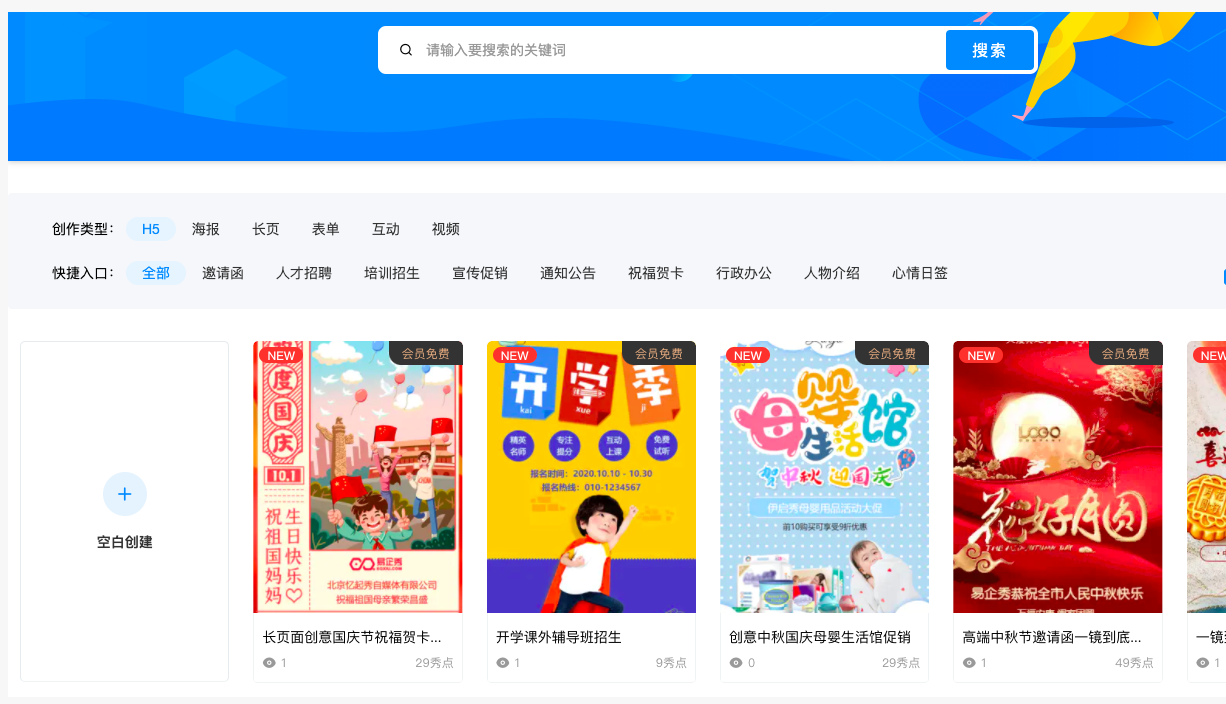 请输入要搜索的关键词
搜索
创作类型： H5 海报 长页 表单 互动 视频
快捷入口： 全部 邀请函 人才招聘 培训招生 宣传促销 通知公告 祝福贺卡 行政办公 人物介绍 心情日签
空白创建
NEW
会员免费
度
国
庆
10.1
祝祖国妈妈
生日快乐♡
易企秀
北京忆起秀自媒体有限公司
祝福祖国母亲繁荣昌盛
长页面创意国庆节祝福贺卡...
1 29秀点
NEW
会员免费
开学季
kai xue ji
精英名师
专注提分
互动上课
免费试听
报名时间：2020.10.10 - 10.30
报名热线：010-1234567
开学课外辅导班招生
1 9秀点
NEW
会员免费
母婴生活馆
贺中秋 迎国庆
伊启秀母婴用品活动大促
前10购买可享受9折优惠
创意中秋国庆母婴生活馆促销
0 29秀点
NEW
会员免费
LOGO
花好月圆
易企秀恭祝全市人民中秋快乐
高端中秋节邀请函一镜到底...
1 49秀点
NEW
喜
1